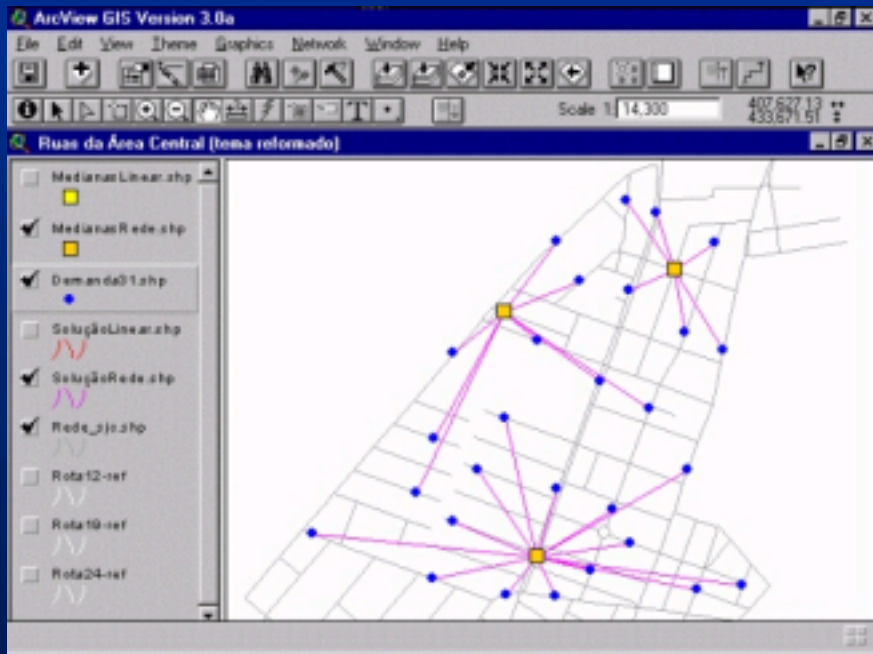 ArcView GIS Version 3.0a
File Edit View Theme Graphics Network Window Help
Scale 1: 14,300
407,627.13
433,671.51
Ruas da Área Central (tema reformado)
MedianasLinear.shp
MedianasRede.shp
Demanda31.shp
SoluçãoLinear.shp
SoluçãoRede.shp
Rede_sjc.shp
Rota12-ref
Rota18-ref
Rota24-ref